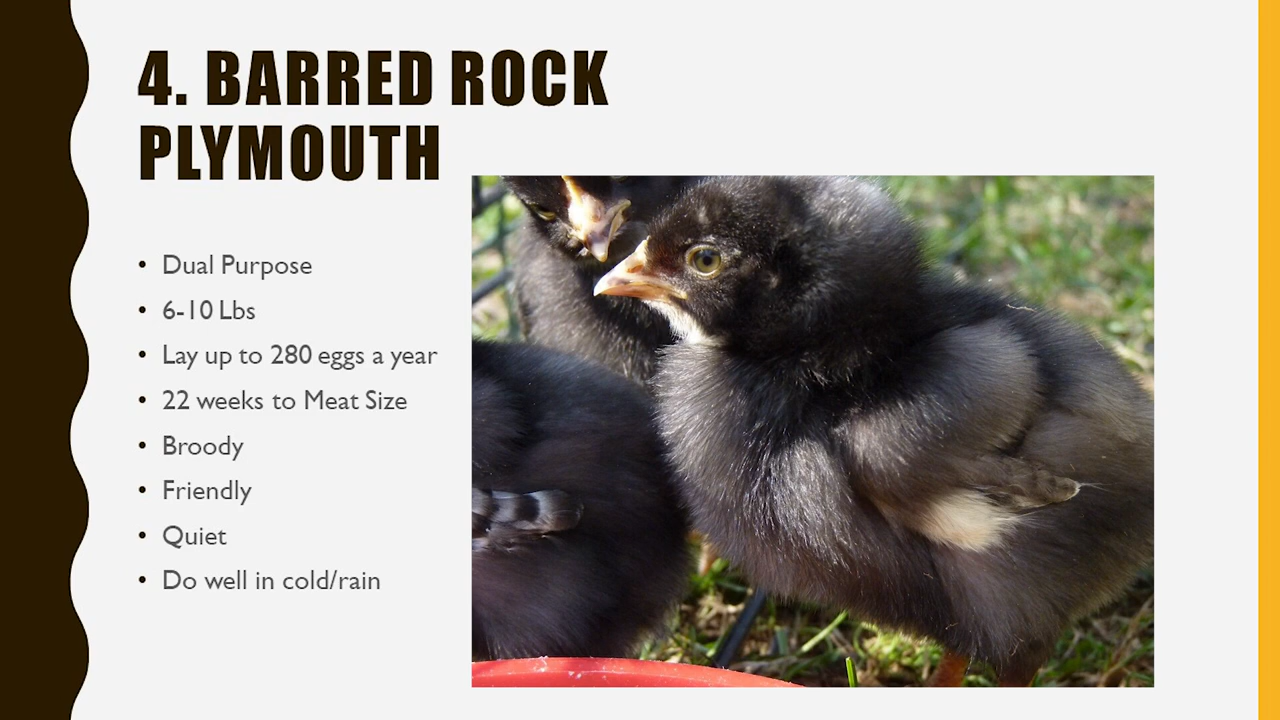 4. BARRED ROCK
PLYMOUTH
• Dual Purpose
• 6-10 Lbs
• Lay up to 280 eggs a year
• 22 weeks to Meat Size
• Broody
• Friendly
• Quiet
• Do well in cold/rain